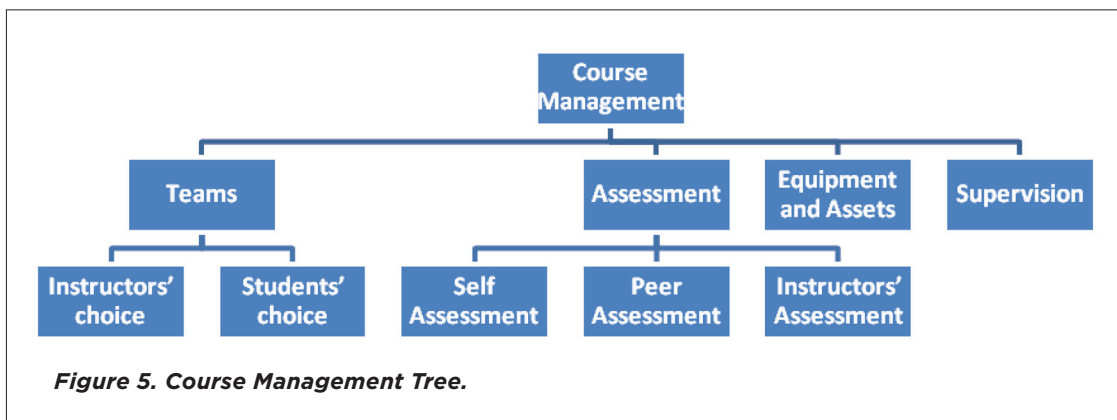 Course
Management
Teams
Assessment
Equipment
and Assets
Supervision
Instructors’
choice
Students’
choice
Self
Assessment
Peer
Assessment
Instructors’
Assessment
Figure 5. Course Management Tree.